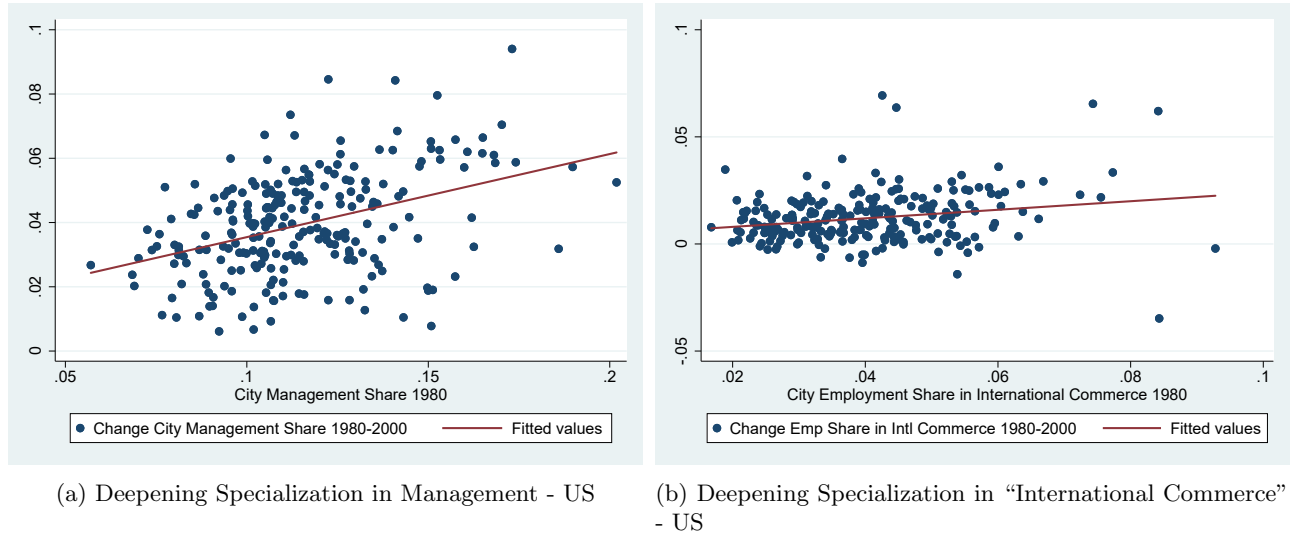 .1
.08
.06
.04
.02
0
.05
.1
.15
.2
City Management Share 1980
Change City Management Share 1980-2000
Fitted values
(a) Deepening Specialization in Management - US
.1
.05
0
-.05
.02
.04
.06
.08
.1
City Employment Share in International Commerce 1980
Change Emp Share in Intl Commerce 1980-2000
Fitted values
(b) Deepening Specialization in “International Commerce”
- US